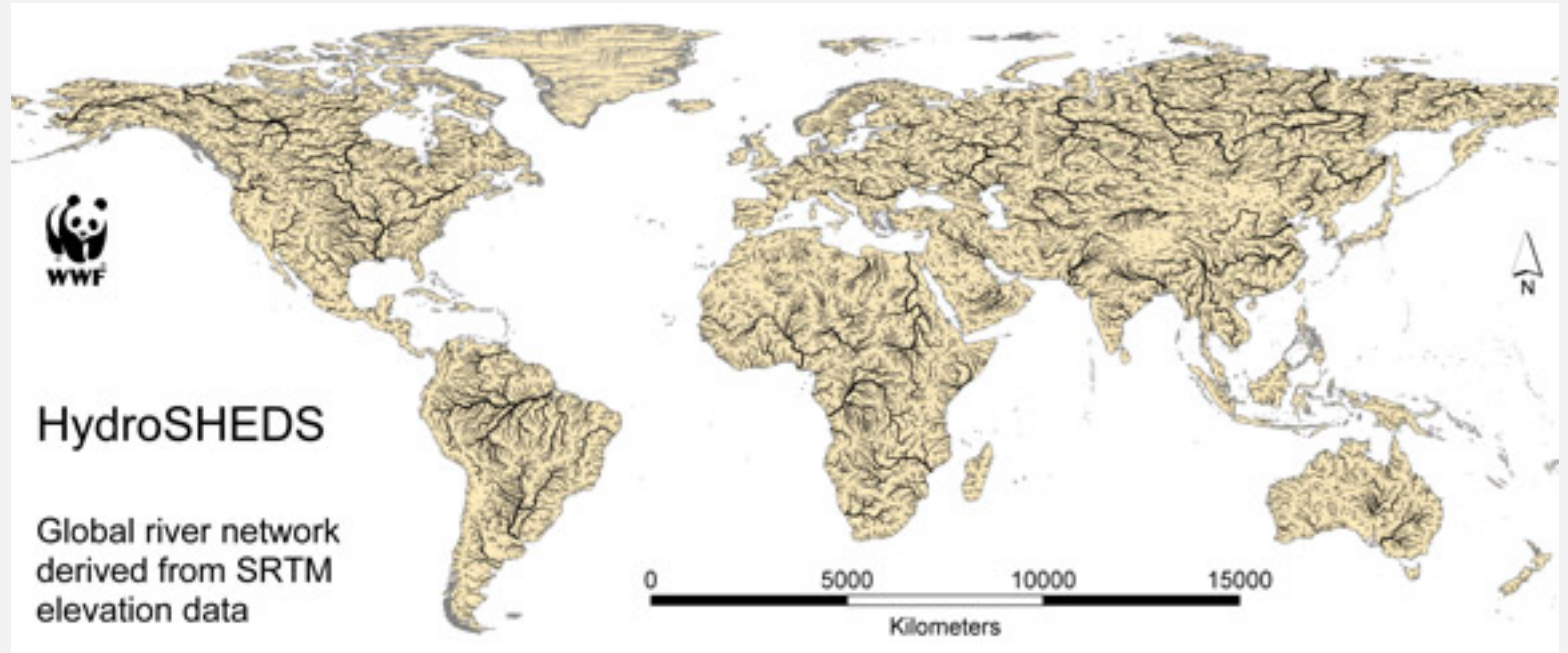 WWF
N
HydroSHEDS
Global river network
derived from SRTM
elevation data
0 5000 10000 15000
Kilometers